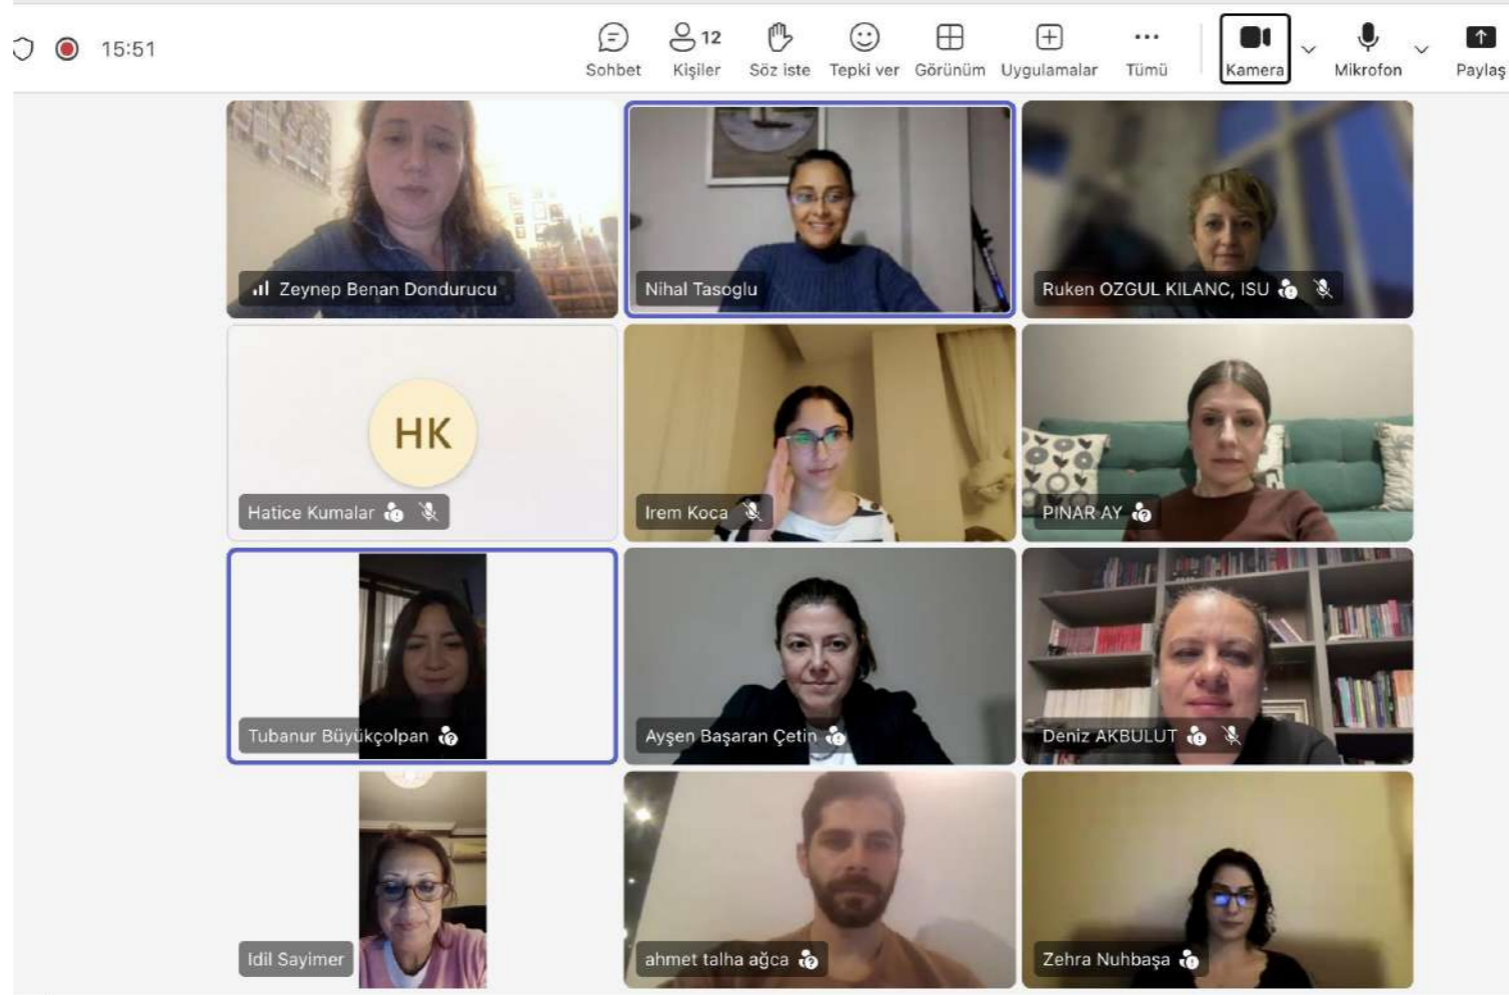 15:51
12
Sohbet
Kişiler
Söz iste
Tepki ver
Görünüm
Uygulamalar
Tümü
Kamera
Mikrofon
Paylaş
Zeynep Benan Dondurucu
Nihal Tasoglu
Ruken OZGUL KILANC, ISU
HK
Hatice Kumalar
Irem Koca
PINAR AY
Tubanur Büyükçolpan
Ayşen Başaran Çetin
Deniz AKBULUT
Idil Sayimer
ahmet talha ağca
Zehra Nuhbaşa